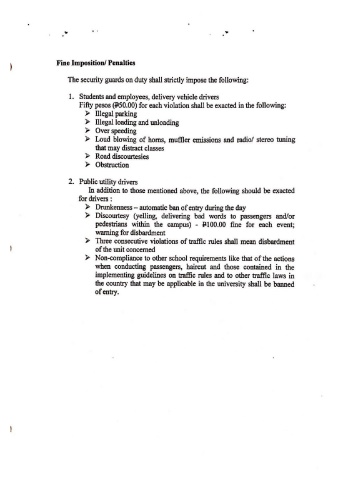 Fine Imposition/ Penalties
The security guards on duty shall strictly impose the following:
1. Students and employees, delivery vehicle drivers
Fifty pesos (₱50.00) for each violation shall be exacted in the following:
➢ Illegal parking
➢ Illegal loading and unloading
➢ Over speeding
➢ Loud blowing of horns, muffler emissions and radio/ stereo tuning
that may distract classes
➢ Road discourtesies
➢ Obstruction
2. Public utility drivers
In addition to those mentioned above, the following should be exacted
for drivers :
➢ Drunkenness – automatic ban of entry during the day
➢ Discourtesy (yelling, delivering bad words to passengers and/or
pedestrians within the campus) - ₱100.00 fine for each event;
warning for disbardment
➢ Three consecutive violations of traffic rules shall mean disbardment
of the unit concerned
➢ Non-compliance to other school requirements like that of the actions
when conducting passengers, haircut and those contained in the
implementing guidelines on traffic rules and to other traffic laws in
the country that may be applicable in the university shall be banned
of entry.